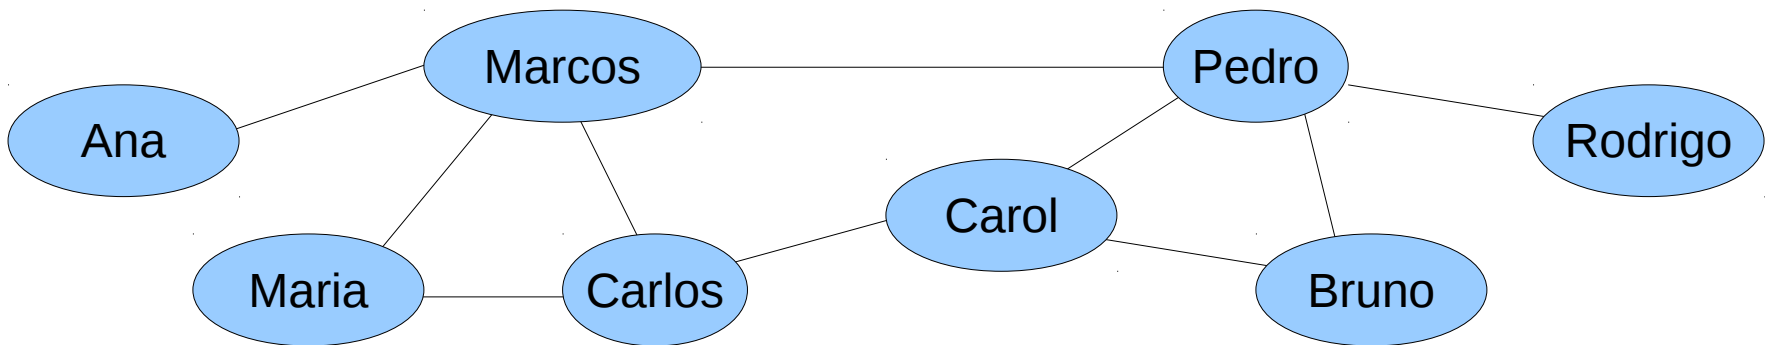 Marcos
Pedro
Ana
Rodrigo
Carol
Maria
Carlos
Bruno